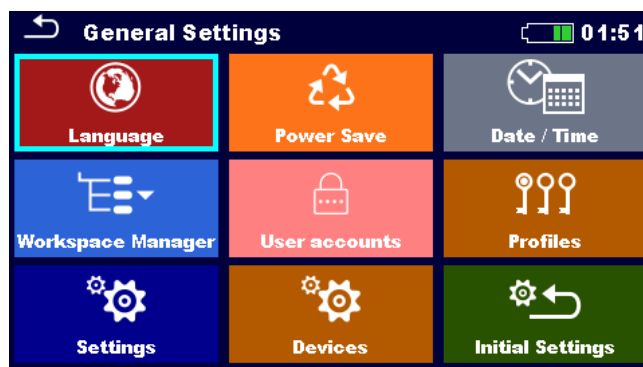 General Settings
01:51
Language
Power Save
Date / Time
Workspace Manager
User accounts
Profiles
Settings
Devices
Initial Settings